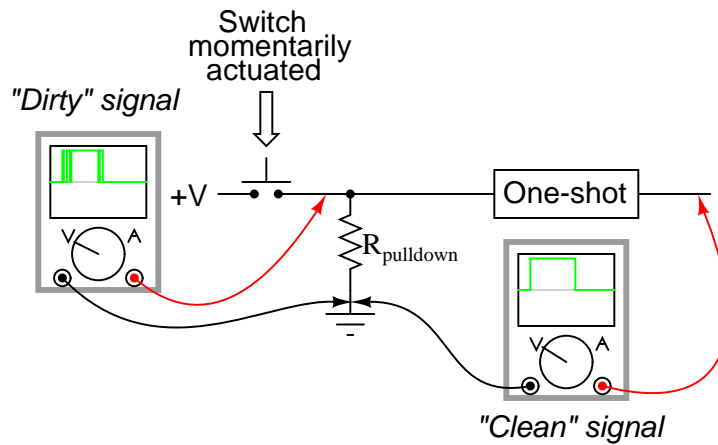 Switch
momentarily
actuated
"Dirty" signal
+V
One-shot
V A
R pulldown
V A
"Clean" signal